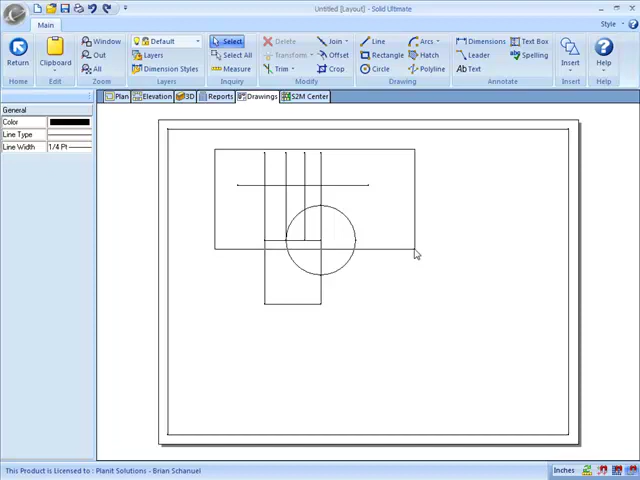 Untitled [Layout] - Solid Ultimate
Main
Style
Return
Clipboard
Window
Out
All
Default
Layers
Dimension Styles
Select
Select All
Measure
Delete
Join
Transform
Offset
Trim
Crop
Line
Arcs
Rectangle
Hatch
Circle
Polyline
Dimensions
Text Box
Leader
Spelling
Text
Insert
Help
Back
Edit
Zoom
Layers
Inquiry
Modify
Drawing
Annotate
Insert
Help
Plan
Elevation
3D
Reports
Drawings
S2M Center
General
Color
Line Type
Line Width
1/4 Pt
This Product is Licensed to : Planit Solutions - Brian Schanuel
Inches